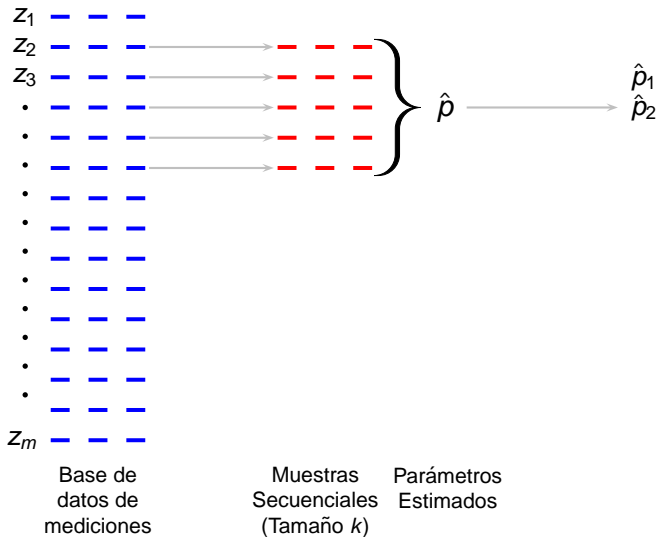 z1
z2
z3
zm
p̂
p̂1
p̂2
Base de
datos de
mediciones
Muestras
Secuenciales
(Tamaño k)
Parámetros
Estimados